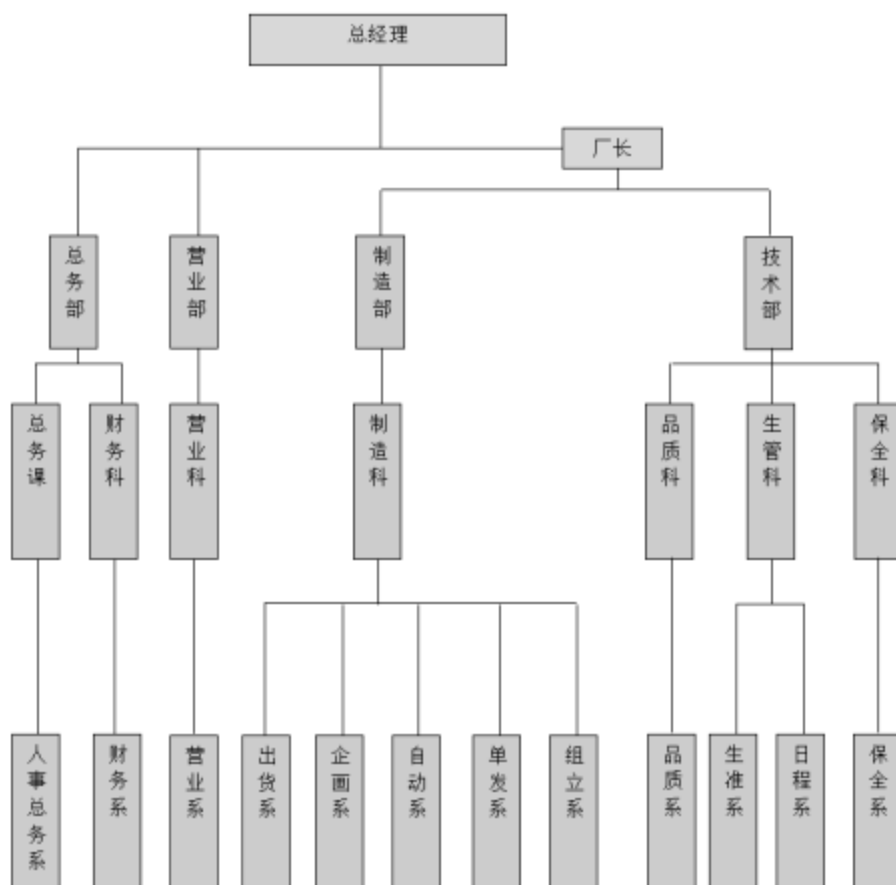 总经理
厂长
总务部
营业部
制造部
技术部
总务课
财务科
营业科
制造科
品质科
生管科
保全科
人事总务系
财务系
营业系
出货系
企画系
自动系
单发系
组立系
品质系
生准系
日程系
保全系